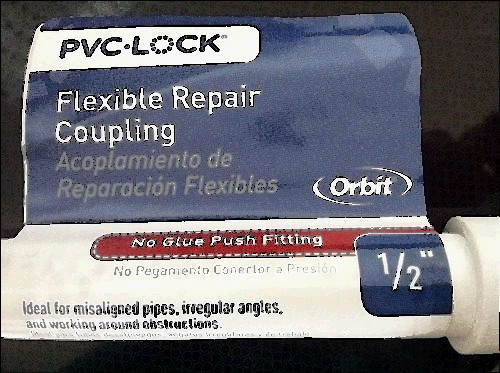 PVC-LOCK
Flexible Repair
Coupling
Acoplamiento de
Reparación Flexibles
Orbit
No Glue Push Fitting
No Pegamento Conector a Presión
1/2"
Ideal for misaligned pipes, irregular angles,
and working around obstructions.